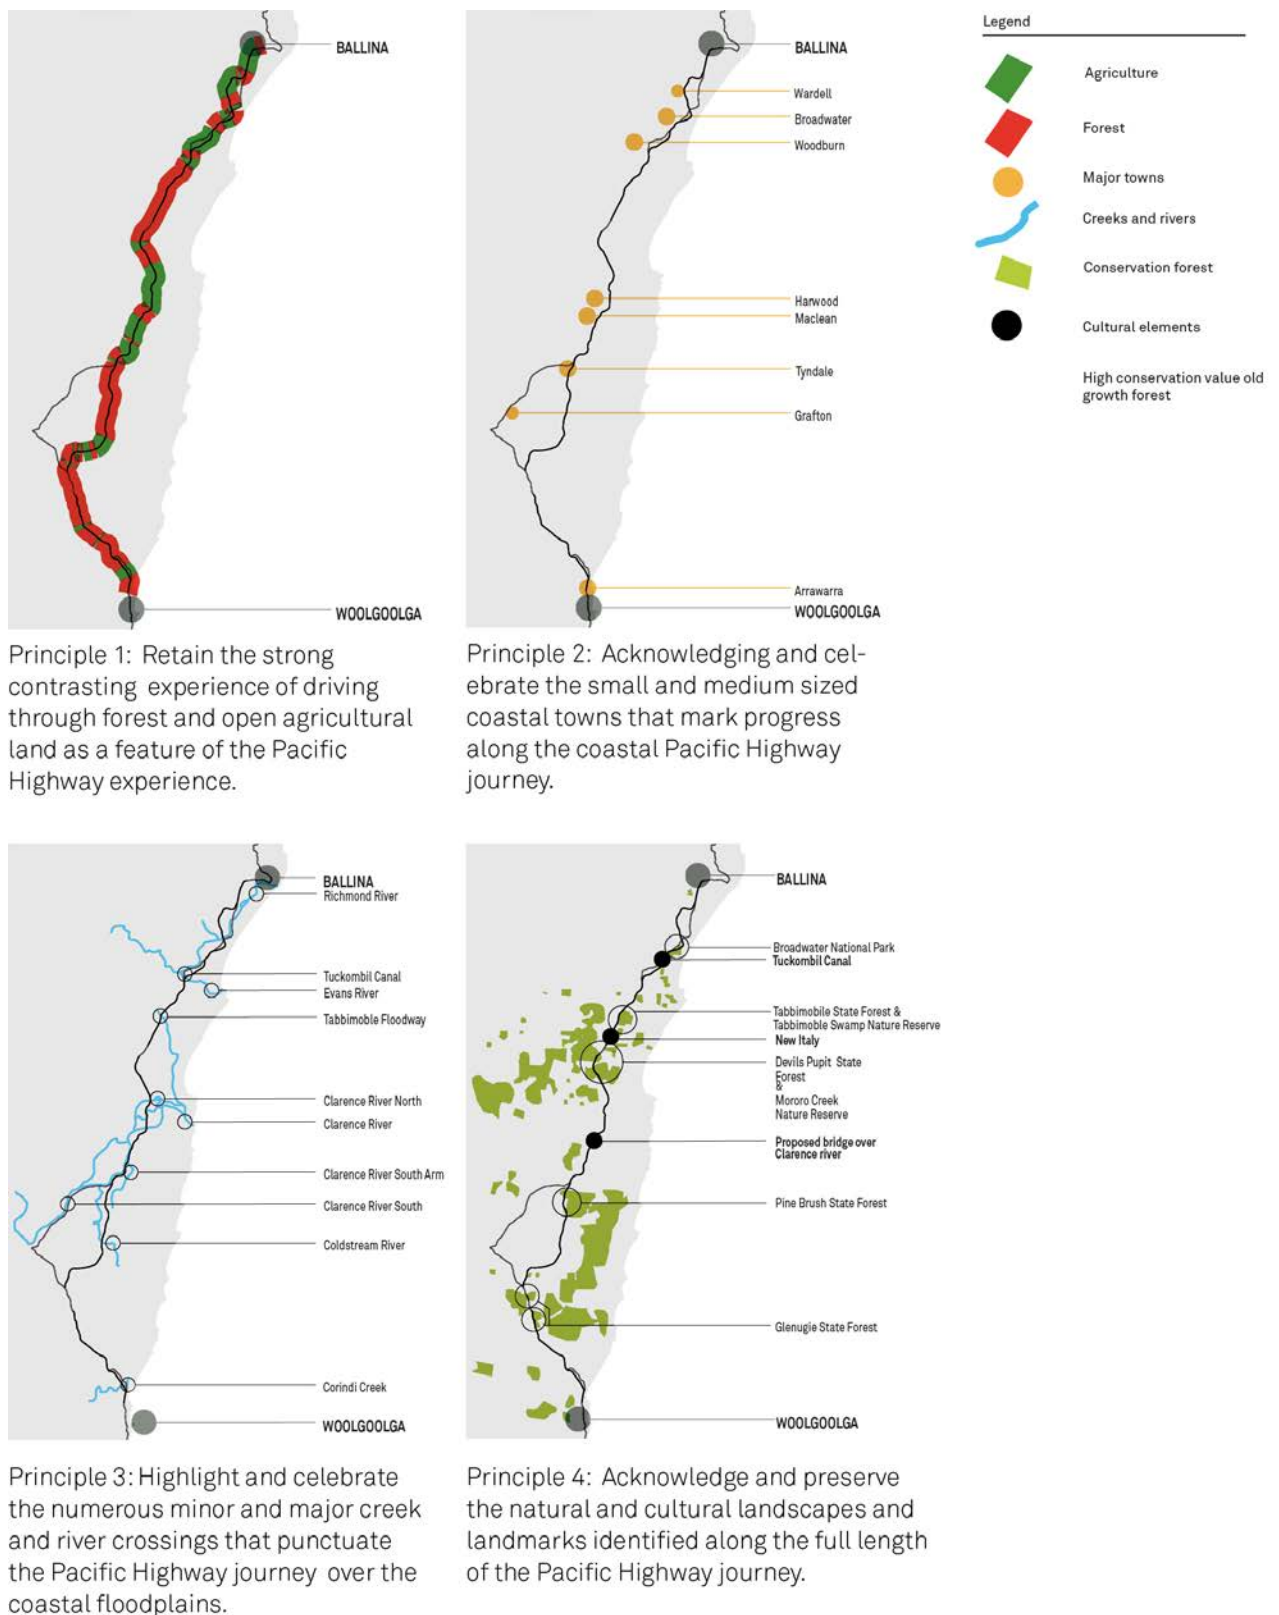 BALLINA
WOOLGOOLGA
Principle 1: Retain the strong
contrasting experience of driving
through forest and open agricultural
land as a feature of the Pacific
Highway experience.
BALLINA
Wardell
Broadwater
Woodburn
Harwood
Maclean
Tyndale
Grafton
Arrawarra
WOOLGOOLGA
Principle 2: Acknowledging and cel-
ebrate the small and medium sized
coastal towns that mark progress
along the coastal Pacific Highway
journey.
Legend
Agriculture
Forest
Major towns
Creeks and rivers
Conservation forest
Cultural elements
High conservation value old
growth forest
BALLINA
Richmond River
Tuckombil Canal
Evans River
Tabbimoble Floodway
Clarence River North
Clarence River
Clarence River South Arm
Clarence River South
Coldstream River
Corindi Creek
WOOLGOOLGA
Principle 3: Highlight and celebrate
the numerous minor and major creek
and river crossings that punctuate
the Pacific Highway journey over the
coastal floodplains.
BALLINA
Broadwater National Park
Tuckombil Canal
Tabbimobile State Forest &
Tabbimoble Swamp Nature Reserve
New Italy
Devils Pupit State
Forest
&
Mororo Creek
Nature Reserve
Proposed bridge over
Clarence river
Pine Brush State Forest
Glenugie State Forest
WOOLGOOLGA
Principle 4: Acknowledge and preserve
the natural and cultural landscapes and
landmarks identified along the full length
of the Pacific Highway journey.